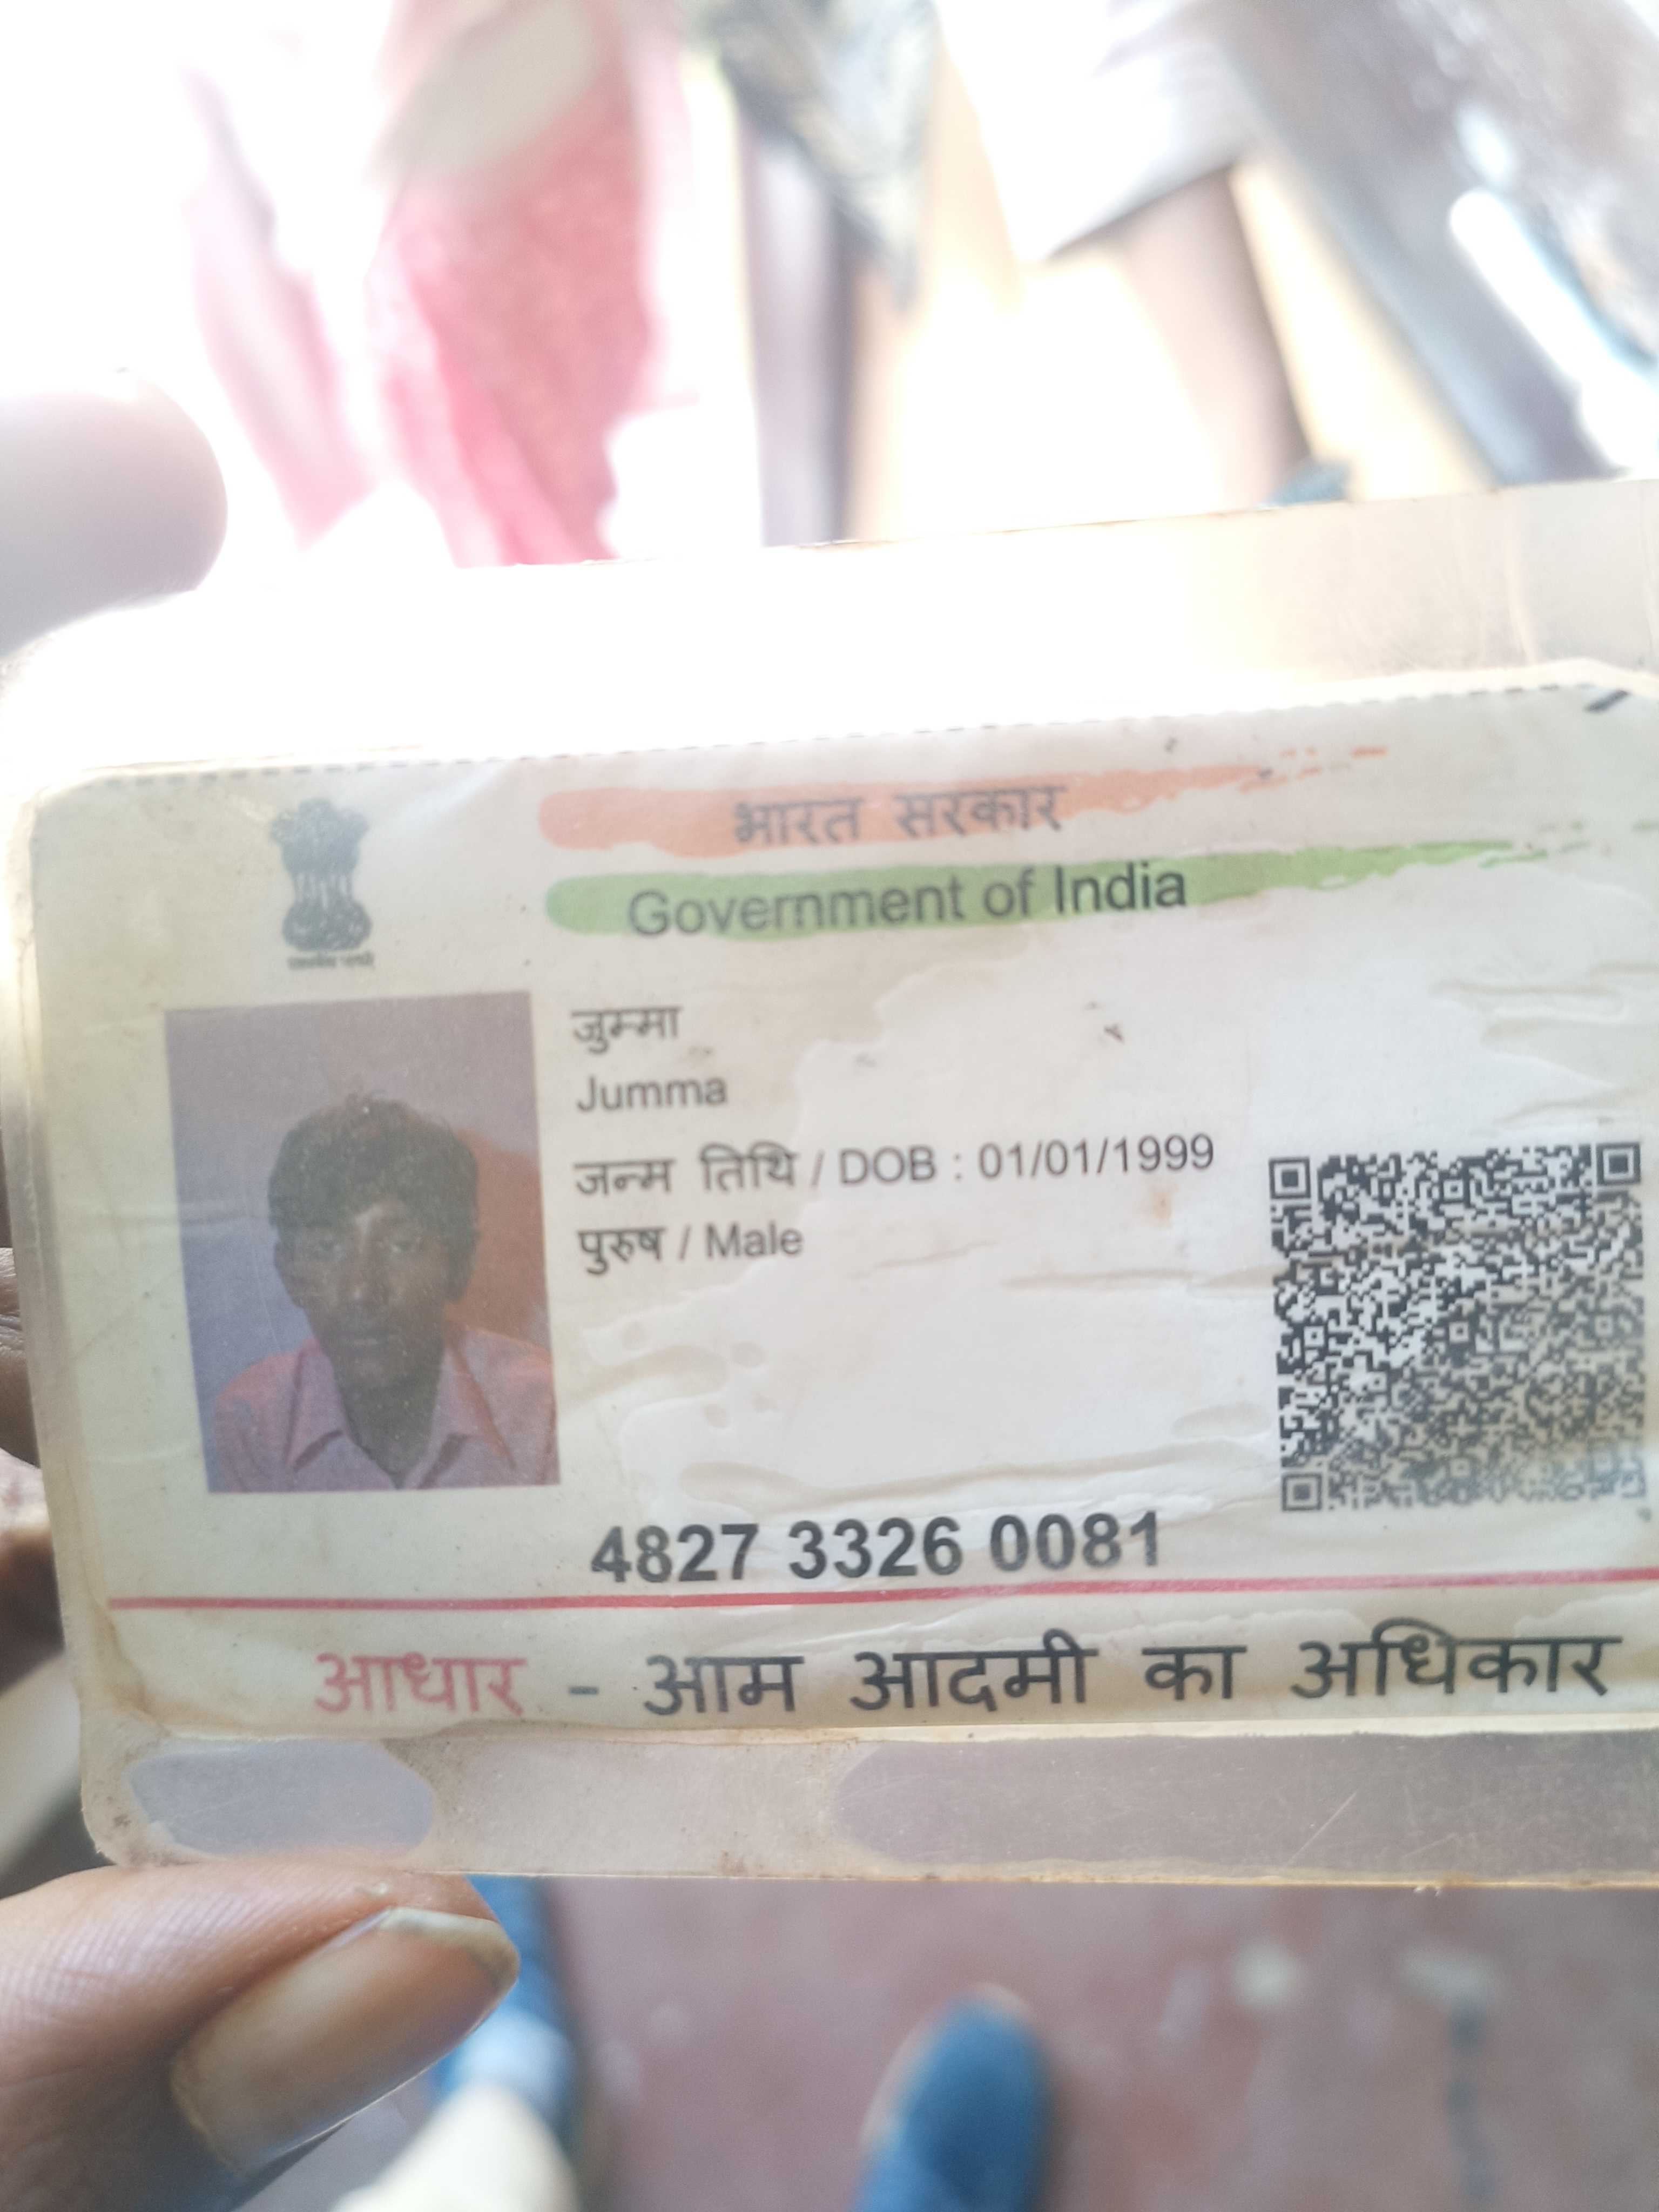 भारत सरकार
Government of India
जुम्मा
Jumma
जन्म तिथि / DOB : 01/01/1999
पुरुष / Male
4827 3326 0081
आधार - आम आदमी का अधिकार